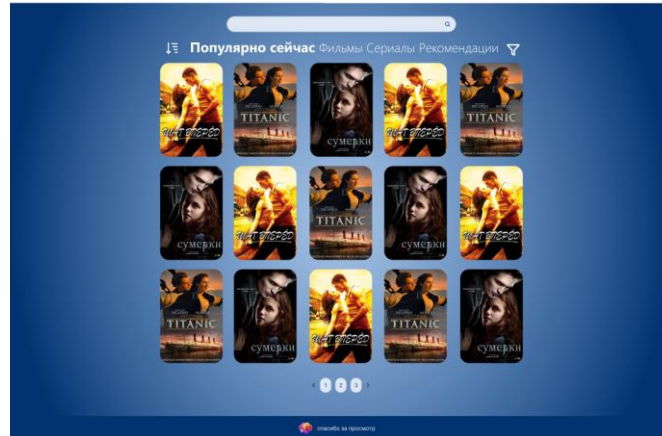 Популярно сейчас Фильмы Сериалы Рекомендации
ШАГ ВПЕРЁД
TITANIC
сумерки
ШАГ ВПЕРЁД
TITANIC
сумерки
ШАГ ВПЕРЁД
TITANIC
сумерки
ШАГ ВПЕРЁД
TITANIC
сумерки
ШАГ ВПЕРЁД
TITANIC
сумерки
‹ 1 2 3 ›
спасибо за просмотр